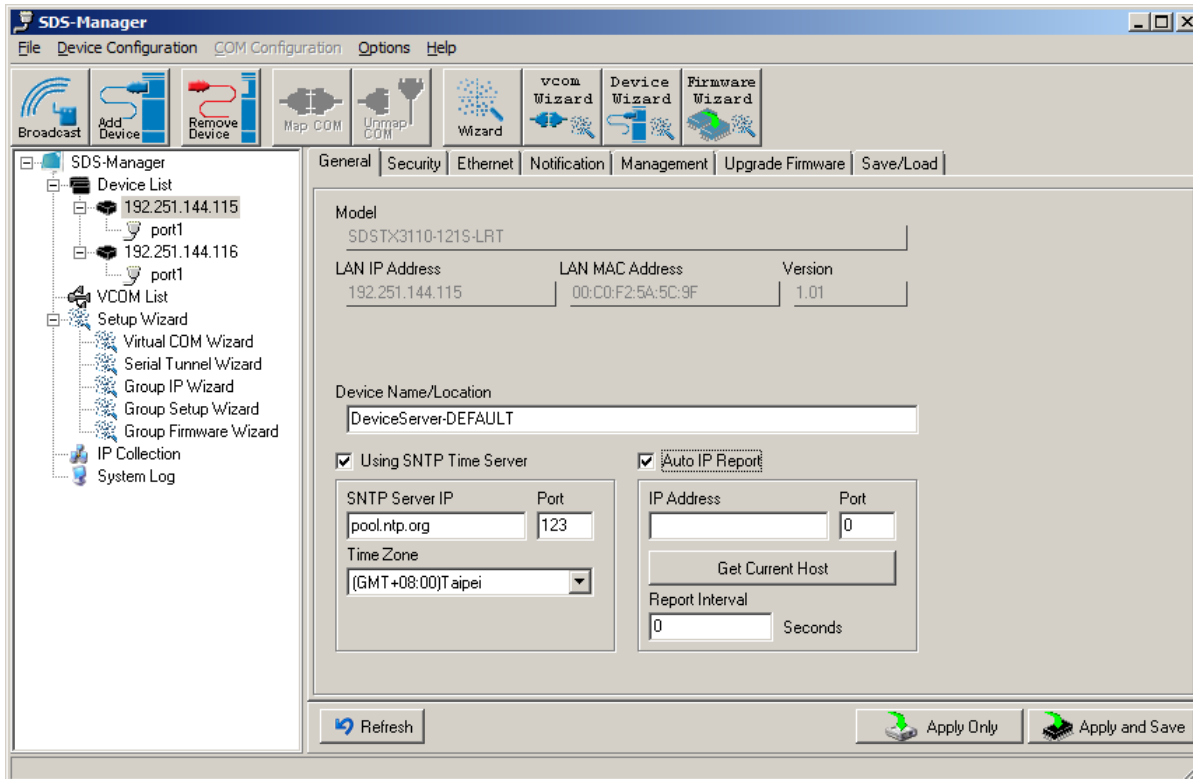 SDS-Manager
File Device Configuration COM Configuration Options Help
Broadcast
Add Device
Remove Device
Map COM
Unmap COM
Wizard
vcom Wizard
Device Wizard
Firmware Wizard
SDS-Manager
Device List
192.251.144.115
port1
192.251.144.116
port1
VCOM List
Setup Wizard
Virtual COM Wizard
Serial Tunnel Wizard
Group IP Wizard
Group Setup Wizard
Group Firmware Wizard
IP Collection
System Log
General Security Ethernet Notification Management Upgrade Firmware Save/Load
Model
SDSTX3110-121S-LRT
LAN IP Address LAN MAC Address Version
192.251.144.115 00:C0:F2:5A:5C:9F 1.01
Device Name/Location
DeviceServer-DEFAULT
Using SNTP Time Server
SNTP Server IP Port
pool.ntp.org 123
Time Zone
(GMT+08:00)Taipei
Auto IP Report
IP Address Port
0
Get Current Host
Report Interval
0 Seconds
Refresh Apply Only Apply and Save